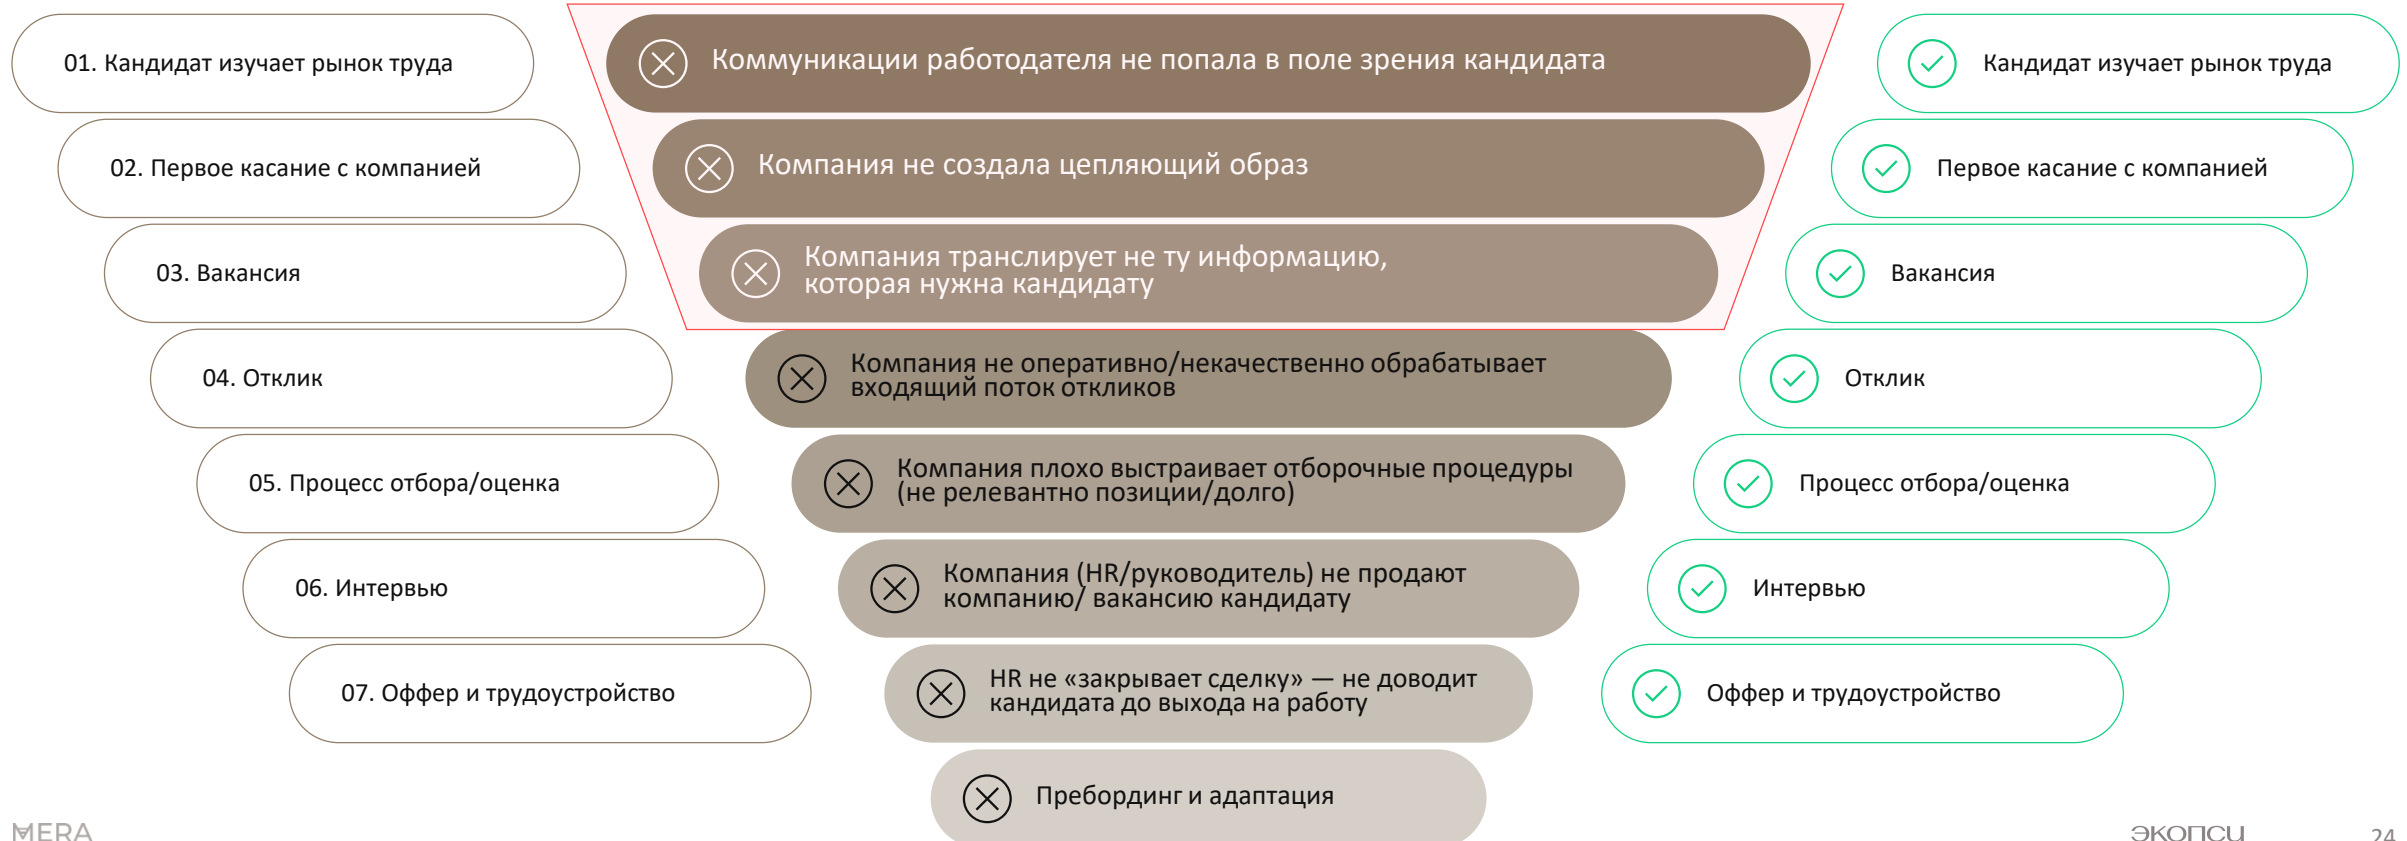 01. Кандидат изучает рынок труда
Коммуникации работодателя не попала в поле зрения кандидата
Кандидат изучает рынок труда
02. Первое касание с компанией
Компания не создала цепляющий образ
Первое касание с компанией
03. Вакансия
Компания транслирует не ту информацию,
которая нужна кандидату
Вакансия
04. Отклик
Компания не оперативно/некачественно обрабатывает
входящий поток откликов
Отклик
05. Процесс отбора/оценка
Компания плохо выстраивает отборочные процедуры
(не релевантно позиции/долго)
Процесс отбора/оценка
06. Интервью
Компания (HR/руководитель) не продают
компанию/ вакансию кандидату
Интервью
07. Оффер и трудоустройство
HR не «закрывает сделку» — не доводит
кандидата до выхода на работу
Оффер и трудоустройство
Пребординг и адаптация
MERA
экопси
24